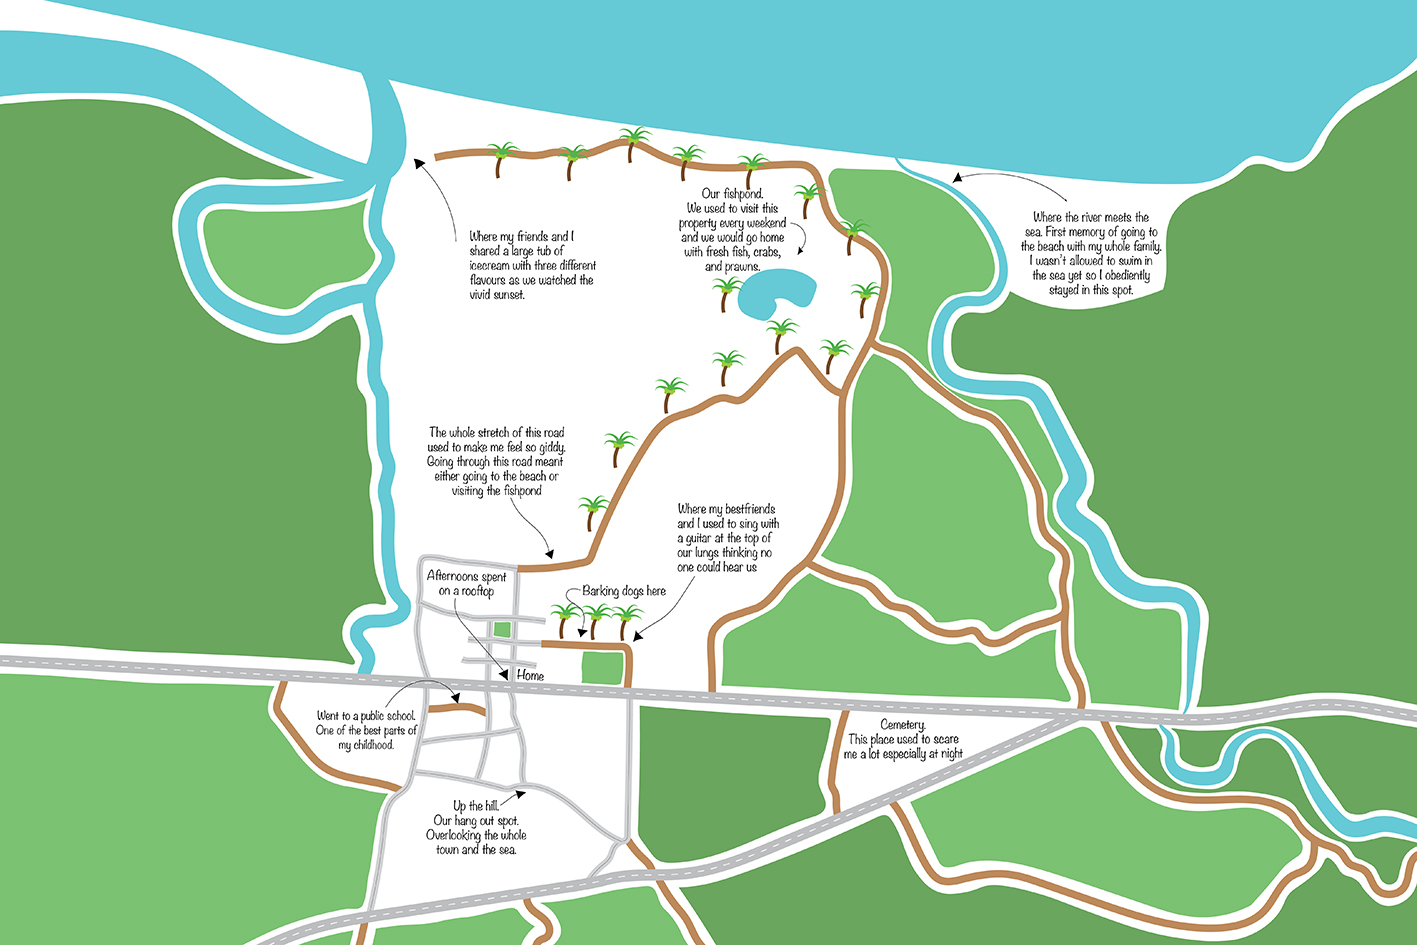 Our fishpond.
We used to visit this
property every weekend
and we would go home
with fresh fish, crabs,
and prawns.
Where the river meets the
sea. First memory of going to
the beach with my whole family.
I wasn't allowed to swim in
the sea yet so I obediently
stayed in this spot.
Where my friends and I
shared a large tub of
icecream with three different
flavours as we watched the
vivid sunset.
The whole stretch of this road
used to make me feel so giddy.
Going through this road meant
either going to the beach or
visiting the fishpond
Where my bestfriends
and I used to sing with
a guitar at the top of
our lungs thinking no
one could hear us
Afternoons spent
on a rooftop
Barking dogs here
Home
Went to a public school.
One of the best parts of
my childhood.
Cemetery.
This place used to scare
me a lot especially at night
Up the hill.
Our hang out spot.
Overlooking the whole
town and the sea.